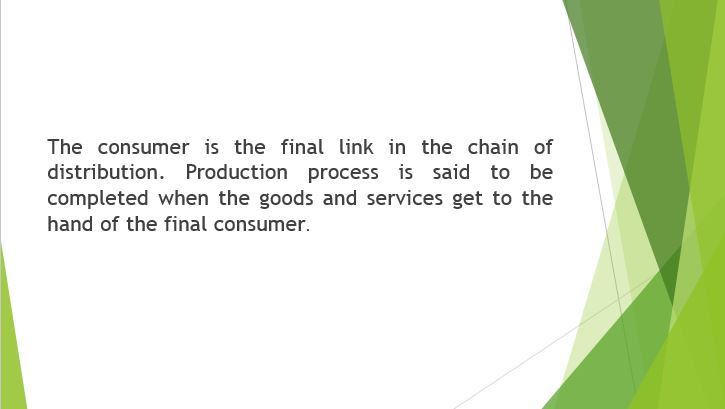 The consumer is the final link in the chain of
distribution. Production process is said to be
completed when the goods and services get to the
hand of the final consumer.